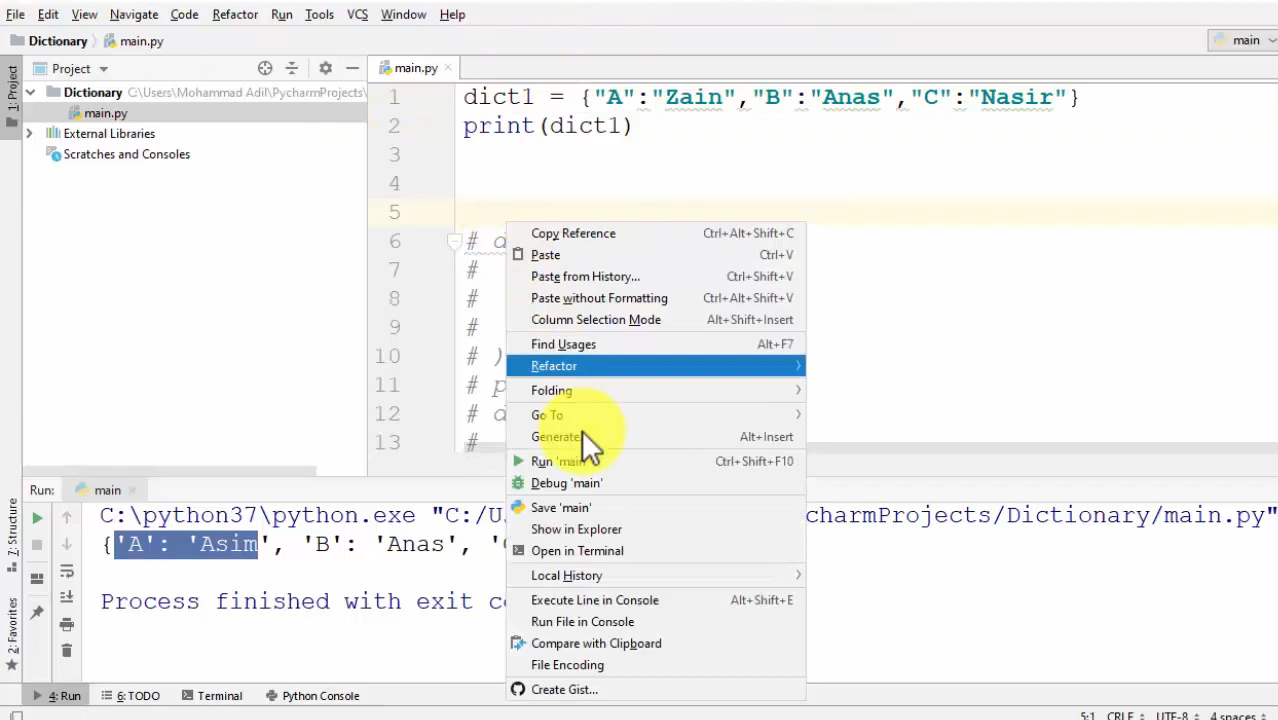 File Edit View Navigate Code Refactor Run Tools VCS Window Help
Dictionary main.py
main
1: Project
Project
main.py
Dictionary C:\Users\Mohammad Adil\PycharmProjects\
main.py
External Libraries
Scratches and Consoles
1 dict1 = {"A":"Zain","B":"Anas","C":"Nasir"}
2 print(dict1)
3
4
5
6 # d
7 #
8 #
9 #
10 # )
11 # p
12 # d
13 #
Copy Reference Ctrl+Alt+Shift+C
Paste Ctrl+V
Paste from History... Ctrl+Shift+V
Paste without Formatting Ctrl+Alt+Shift+V
Column Selection Mode Alt+Shift+Insert
Find Usages Alt+F7
Refactor
Folding
Go To
Generate Alt+Insert
Run 'main' Ctrl+Shift+F10
Debug 'main'
Save 'main'
Show in Explorer
Open in Terminal
Local History
Execute Line in Console Alt+Shift+E
Run File in Console
Compare with Clipboard
File Encoding
Create Gist...
Run: main
C:\python37\python.exe "C:/U charmProjects/Dictionary/main.py"
{'A': 'Asim', 'B': 'Anas',
Process finished with exit
7: Structure
2: Favorites
4: Run 6: TODO Terminal Python Console
5:1 CRLF UTF-8 4 spaces